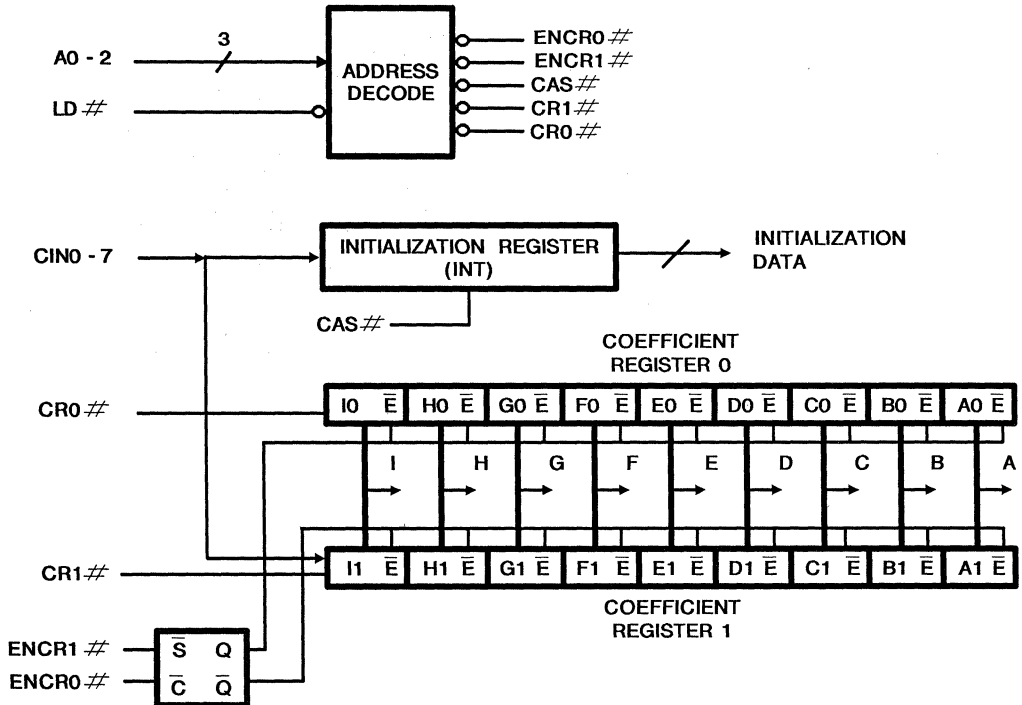 3
A0 - 2
LD#
ADDRESS
DECODE
ENCR0#
ENCR1#
CAS#
CR1#
CR0#
CIN0 - 7
INITIALIZATION REGISTER
(INT)
INITIALIZATION
DATA
CAS#
COEFFICIENT
REGISTER 0
CR0#
I0 E̅ H0 E̅ G0 E̅ F0 E̅ E0 E̅ D0 E̅ C0 E̅ B0 E̅ A0 E̅
I H G F E D C B A
CR1#
I1 E̅ H1 E̅ G1 E̅ F1 E̅ E1 E̅ D1 E̅ C1 E̅ B1 E̅ A1 E̅
COEFFICIENT
REGISTER 1
ENCR1#
S̅ Q
ENCR0#
C̅ Q̅